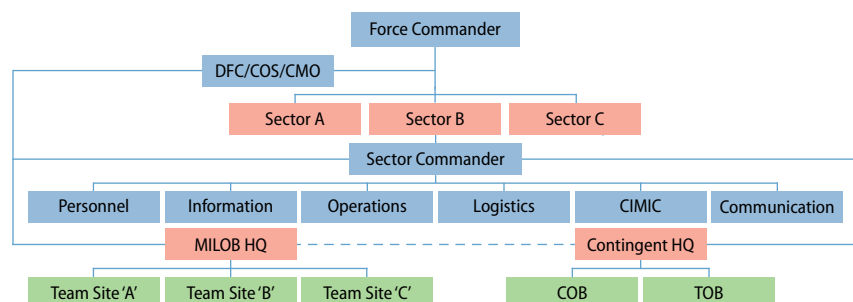 Force Commander
DFC/COS/CMO
Sector A
Sector B
Sector C
Sector Commander
Personnel
Information
Operations
Logistics
CIMIC
Communication
MILOB HQ
Contingent HQ
Team Site ‘A’
Team Site ‘B’
Team Site ‘C’
COB
TOB